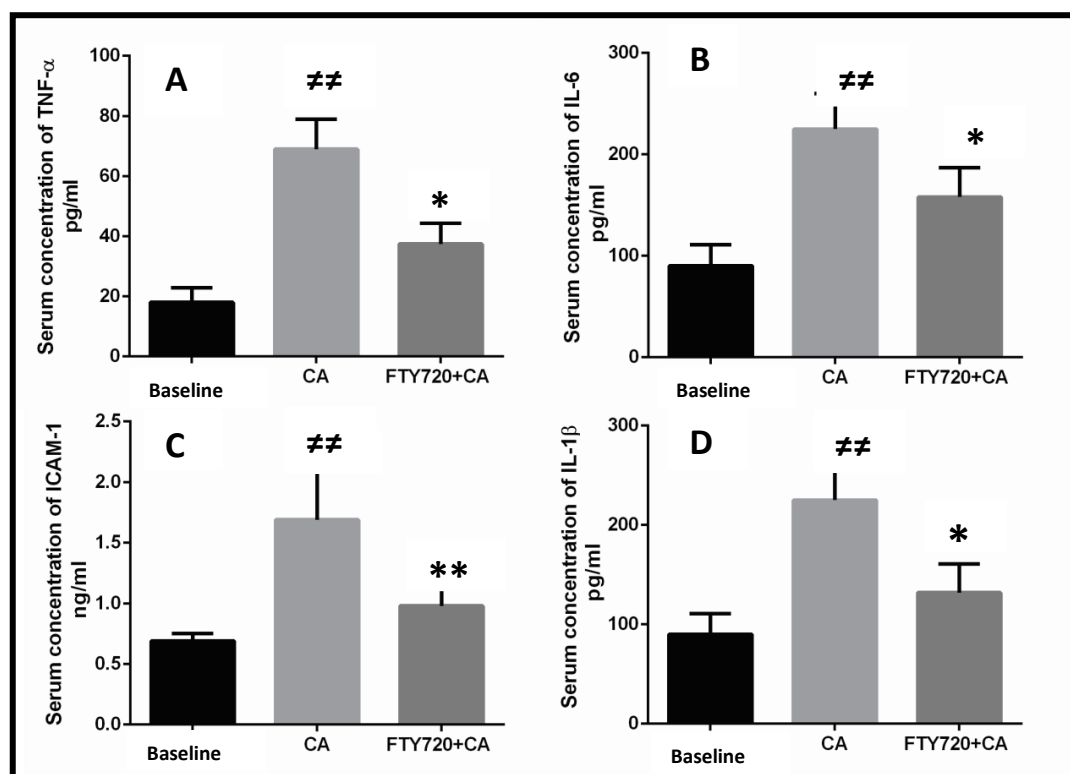 A
Serum concentration of TNF-α
pg/ml
100
80
60
40
20
0
≠≠
*
Baseline
CA
FTY720+CA
B
Serum concentration of IL-6
pg/ml
300
200
100
0
≠≠
*
Baseline
CA
FTY720+CA
C
Serum concentration of ICAM-1
ng/ml
2.5
2.0
1.5
1.0
0.5
0.0
≠≠
**
Baseline
CA
FTY720+CA
D
Serum concentration of IL-1β
pg/ml
300
200
100
0
≠≠
*
Baseline
CA
FTY720+CA